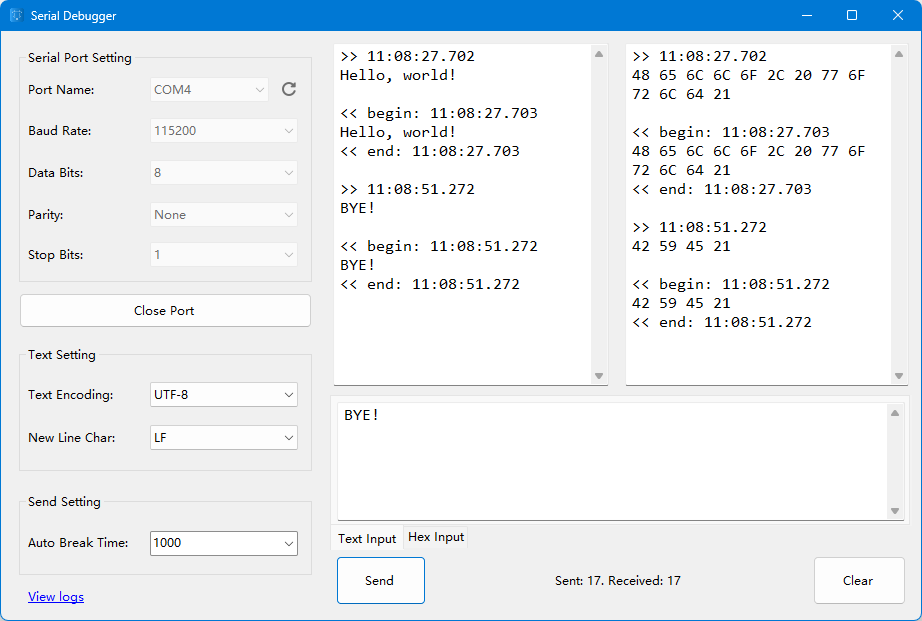 Serial Debugger
Serial Port Setting
Port Name: COM4
Baud Rate: 115200
Data Bits: 8
Parity: None
Stop Bits: 1
Close Port
Text Setting
Text Encoding: UTF-8
New Line Char: LF
Send Setting
Auto Break Time: 1000
View logs
>> 11:08:27.702
Hello, world!
<< begin: 11:08:27.703
Hello, world!
<< end: 11:08:27.703
>> 11:08:51.272
BYE!
<< begin: 11:08:51.272
BYE!
<< end: 11:08:51.272
>> 11:08:27.702
48 65 6C 6C 6F 2C 20 77 6F
72 6C 64 21
<< begin: 11:08:27.703
48 65 6C 6C 6F 2C 20 77 6F
72 6C 64 21
<< end: 11:08:27.703
>> 11:08:51.272
42 59 45 21
<< begin: 11:08:51.272
42 59 45 21
<< end: 11:08:51.272
BYE!
Text Input Hex Input
Send Sent: 17. Received: 17 Clear